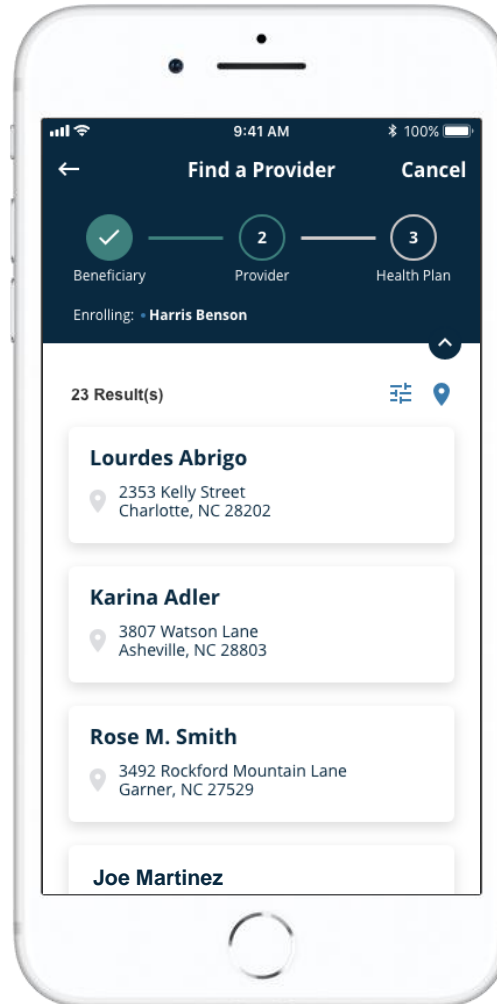 9:41 AM
100%
Find a Provider
Cancel
2
3
Beneficiary
Provider
Health Plan
Enrolling: • Harris Benson
23 Result(s)
Lourdes Abrigo
2353 Kelly Street
Charlotte, NC 28202
Karina Adler
3807 Watson Lane
Asheville, NC 28803
Rose M. Smith
3492 Rockford Mountain Lane
Garner, NC 27529
Joe Martinez